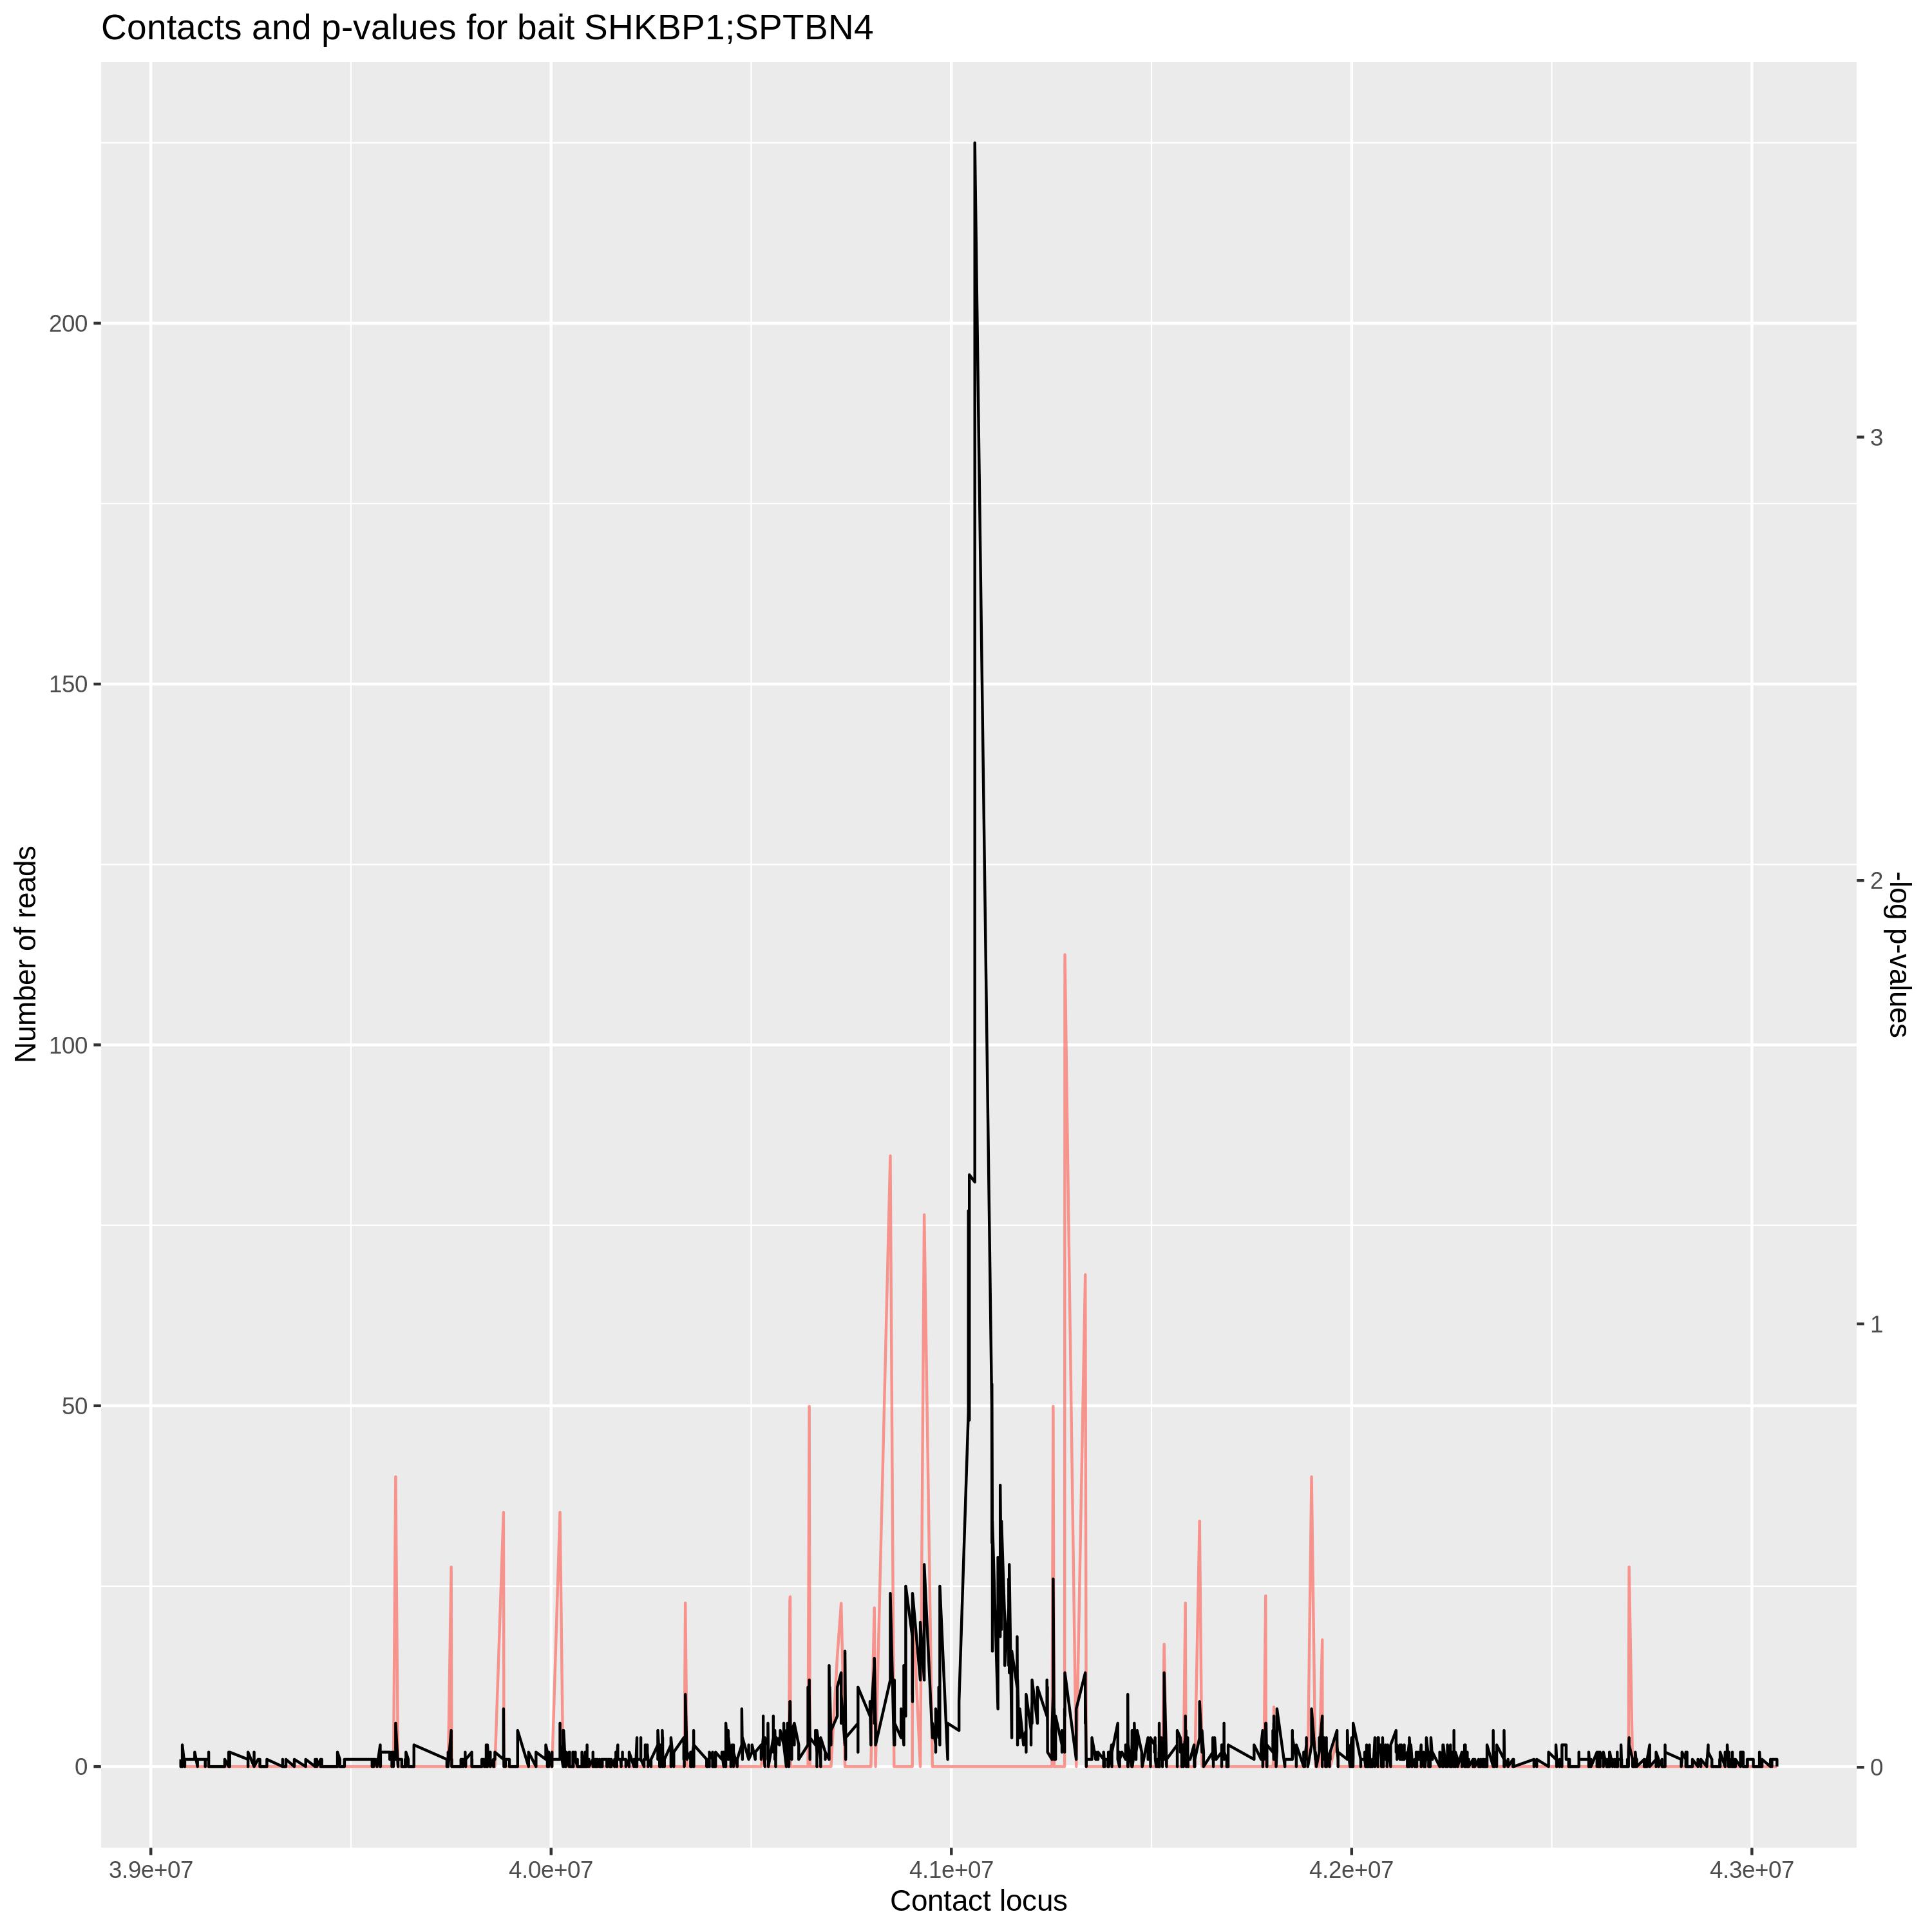 Contacts and p-values for bait SHKBP1;SPTBN4
200
150
100
50
0
Number of reads
3
2
1
0
-log p-values
3.9e+07
4.0e+07
4.1e+07
4.2e+07
4.3e+07
Contact locus